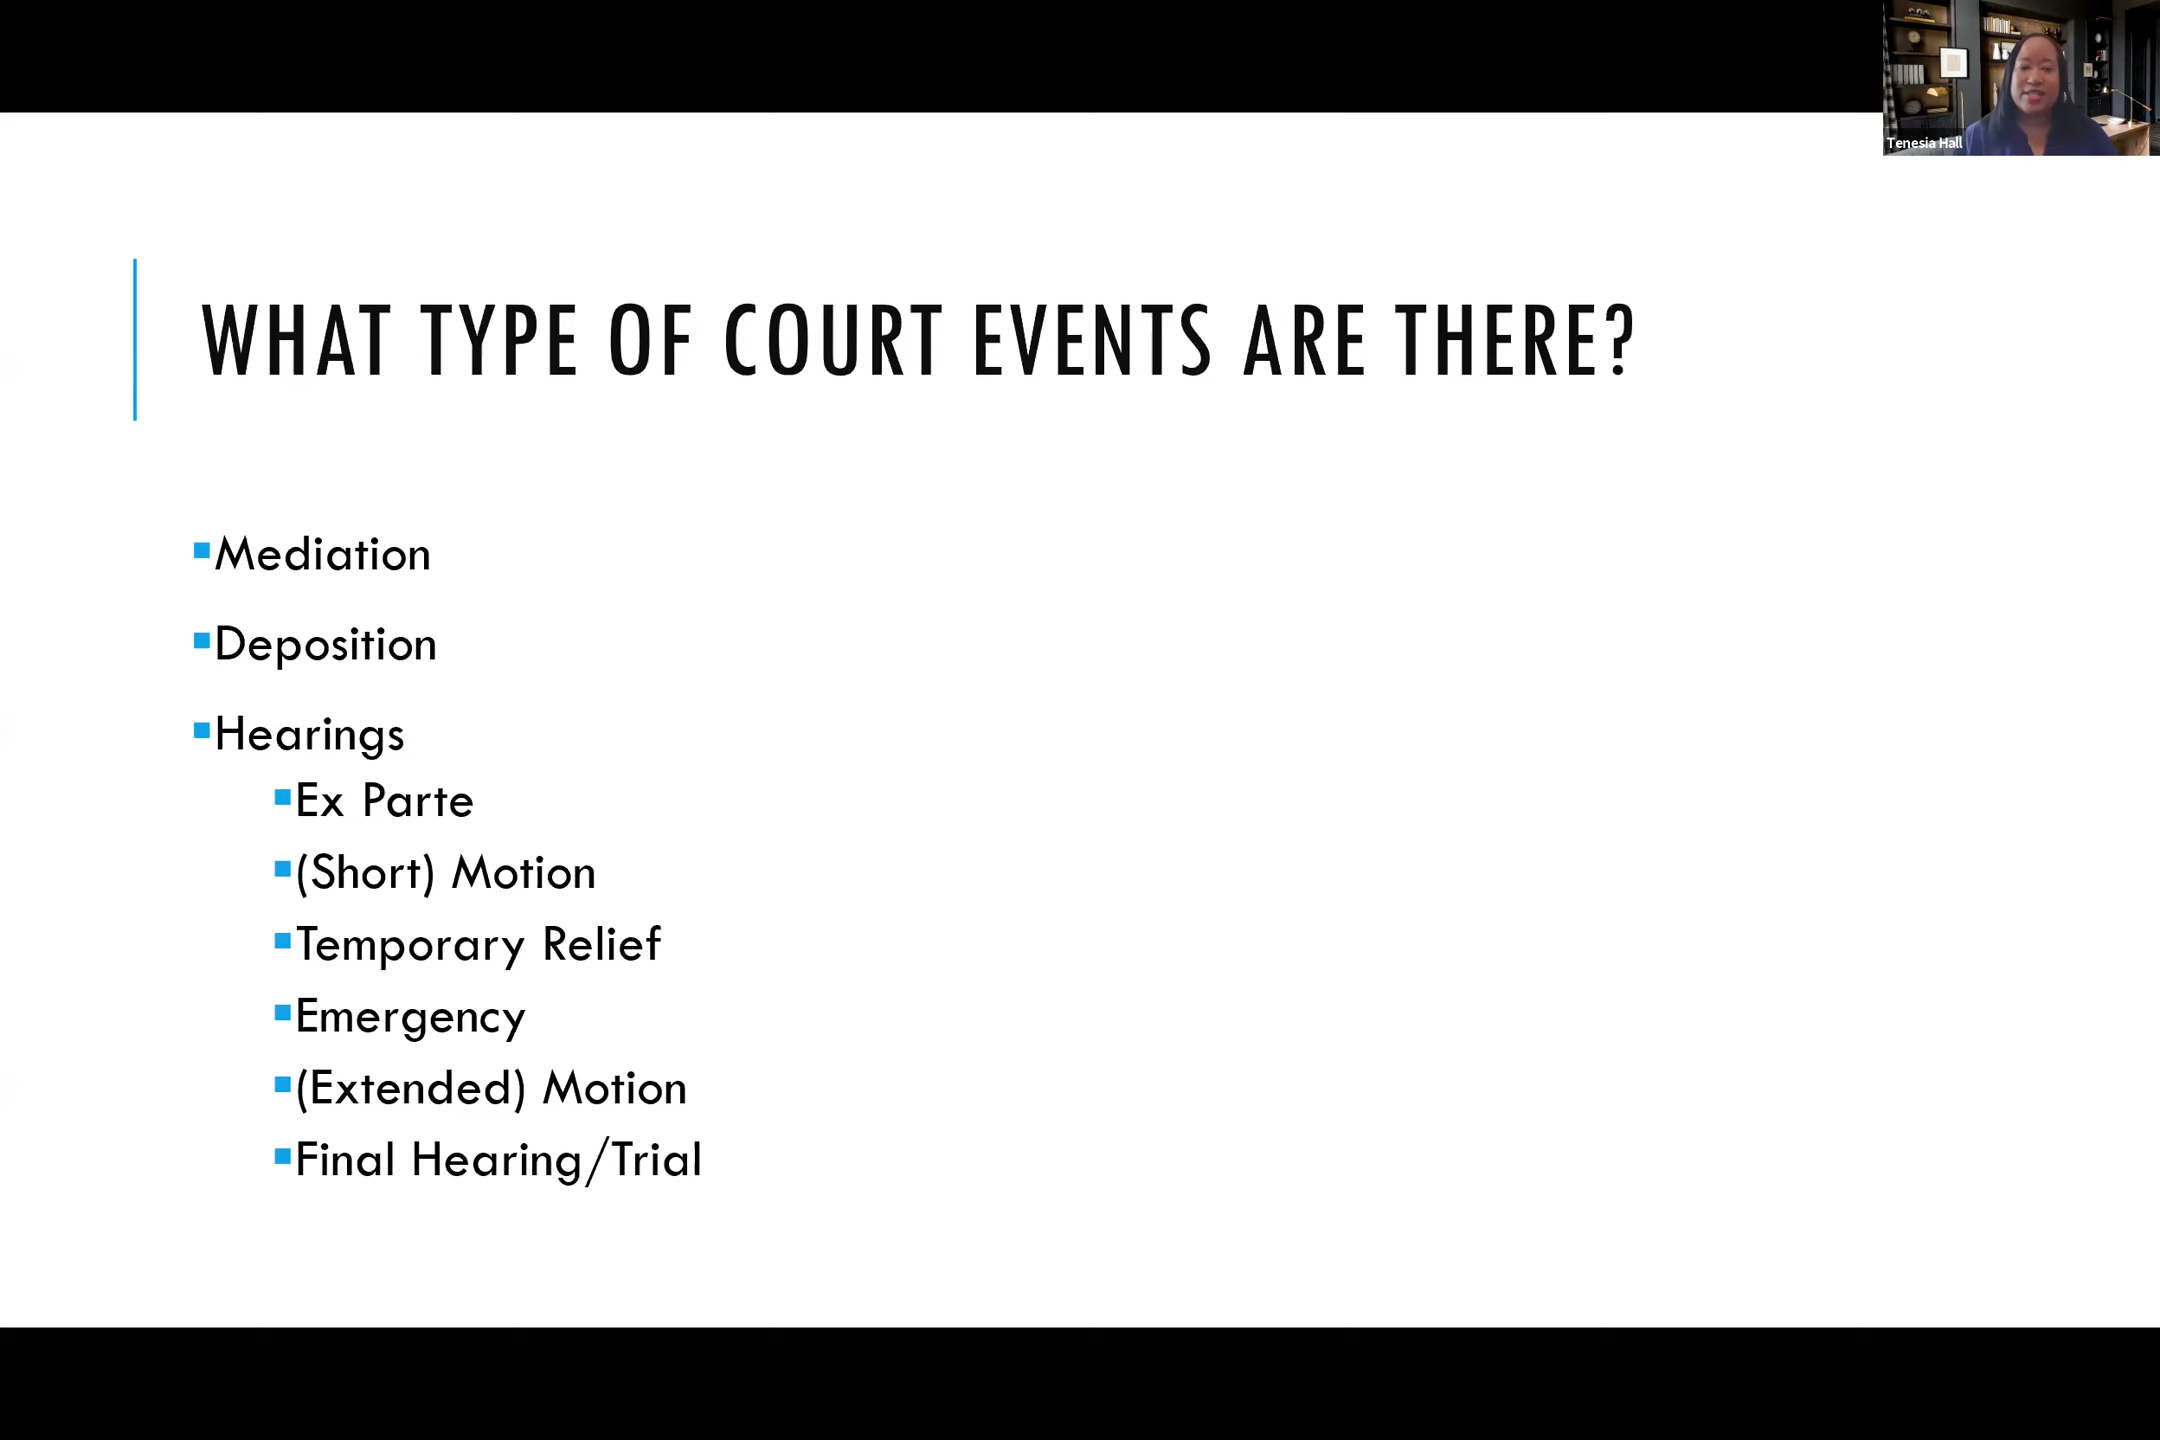 Tenesia Hall
WHAT TYPE OF COURT EVENTS ARE THERE?
▪Mediation
▪Deposition
▪Hearings
▪Ex Parte
▪(Short) Motion
▪Temporary Relief
▪Emergency
▪(Extended) Motion
▪Final Hearing/Trial